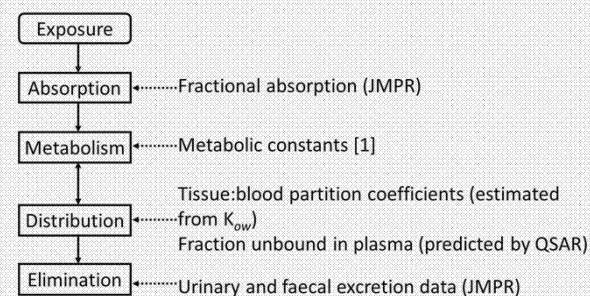 Exposure
Absorption
Fractional absorption (JMPR)
Metabolism
Metabolic constants [1]
Tissue:blood partition coefficients (estimated
Distribution
from Kow)
Fraction unbound in plasma (predicted by QSAR)
Elimination
Urinary and faecal excretion data (JMPR)